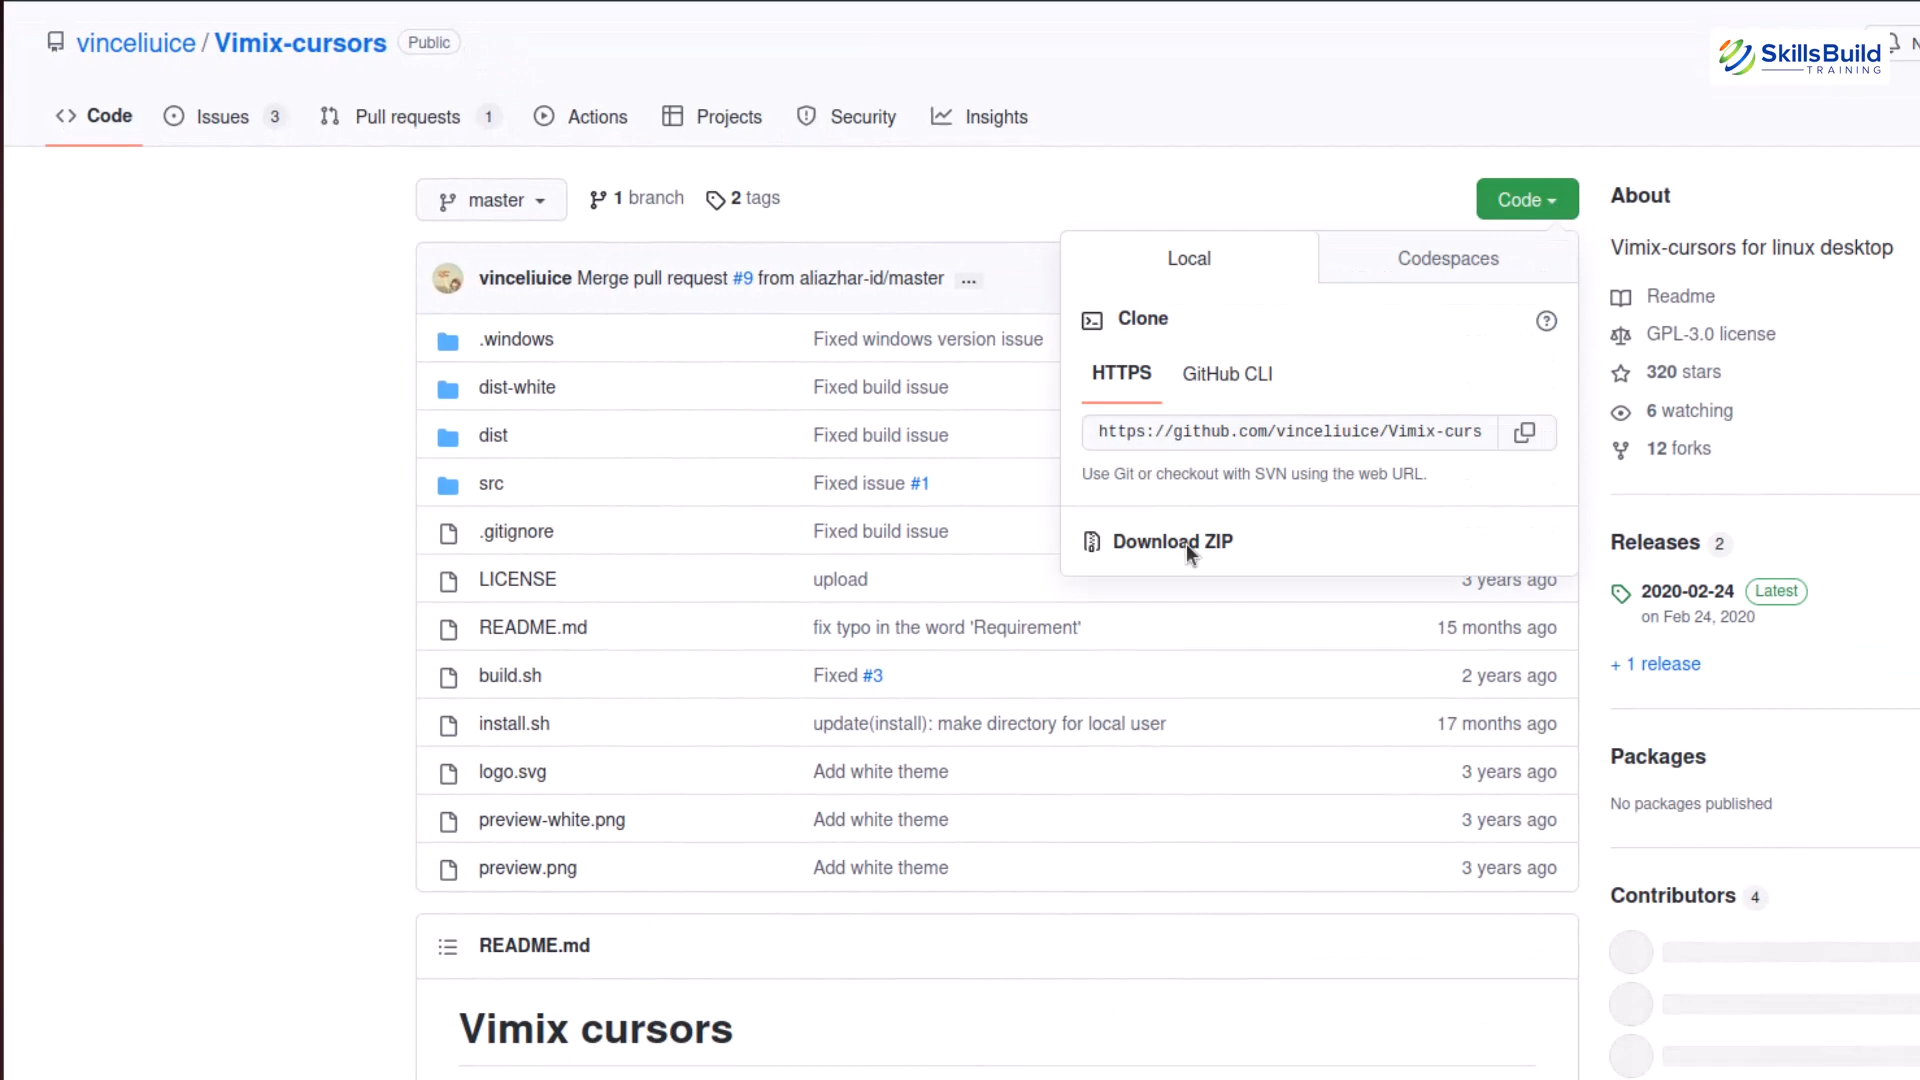 vinceliuice / Vimix-cursors Public
N
SkillsBuild
TRAINING
Code
Issues 3
Pull requests 1
Actions
Projects
Security
Insights
master
1 branch
2 tags
Code
vinceliuice Merge pull request #9 from aliazhar-id/master ...
.windows Fixed windows version issue
dist-white Fixed build issue
dist Fixed build issue
src Fixed issue #1
.gitignore Fixed build issue
LICENSE upload 3 years ago
README.md fix typo in the word 'Requirement' 15 months ago
build.sh Fixed #3 2 years ago
install.sh update(install): make directory for local user 17 months ago
logo.svg Add white theme 3 years ago
preview-white.png Add white theme 3 years ago
preview.png Add white theme 3 years ago
Local
Codespaces
Clone
HTTPS
GitHub CLI
https://github.com/vinceliuice/Vimix-curs
Use Git or checkout with SVN using the web URL.
Download ZIP
README.md
Vimix cursors
About
Vimix-cursors for linux desktop
Readme
GPL-3.0 license
320 stars
6 watching
12 forks
Releases 2
2020-02-24 Latest
on Feb 24, 2020
+ 1 release
Packages
No packages published
Contributors 4